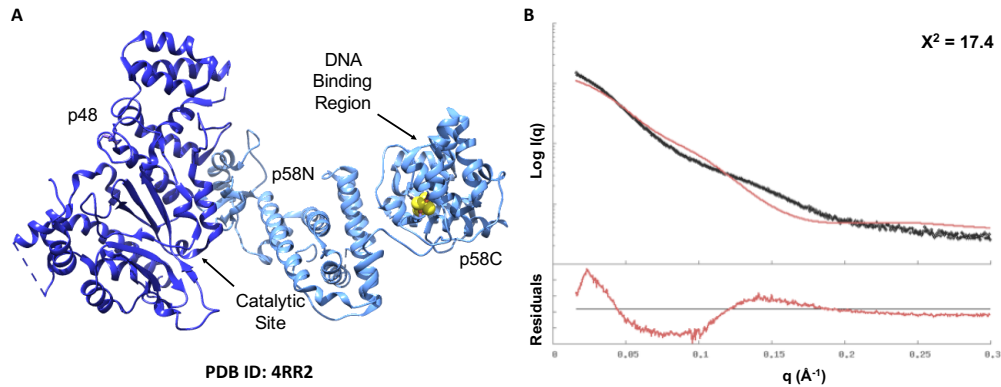 A
p48
DNA
Binding
Region
p58N
p58C
Catalytic
Site
PDB ID: 4RR2
B
X² = 17.4
Log I(q)
Residuals
0
0.05
0.1
0.15
0.2
0.25
0.3
q (Å⁻¹)